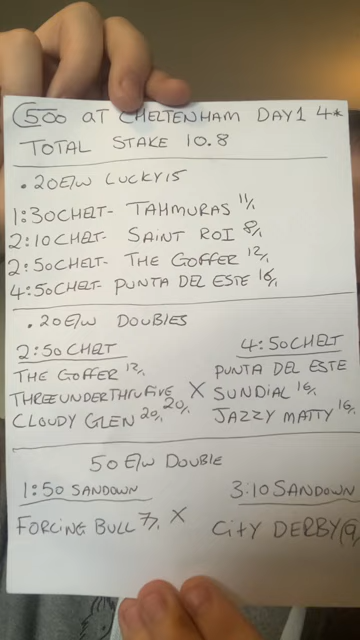 £500 AT CHELTENHAM DAY1 4*
TOTAL STAKE 10.8
.20E/W LUCKY15
1:30CHELT- TAHMURAS 11/1
2:10CHELT- SAINT ROI 8/1
2:50CHELT- THE GOFFER 12/1
4:50CHELT- PUNTA DEL ESTE 16/1
.20 E/W DOUBLES
2:50 CHELT 4:50CHELT
THE GOFFER 12/1 PUNTA DEL ESTE
THREEUNDERTHRUFIVE 20/1 X SUNDIAL 16/1
CLOUDY GLEN 20/1 JAZZY MATTY 16/1
50 E/W DOUBLE
1:50 SANDOWN 3:10 SANDOWN
FORCING BULL 7/1 X CITY DERBY (9/